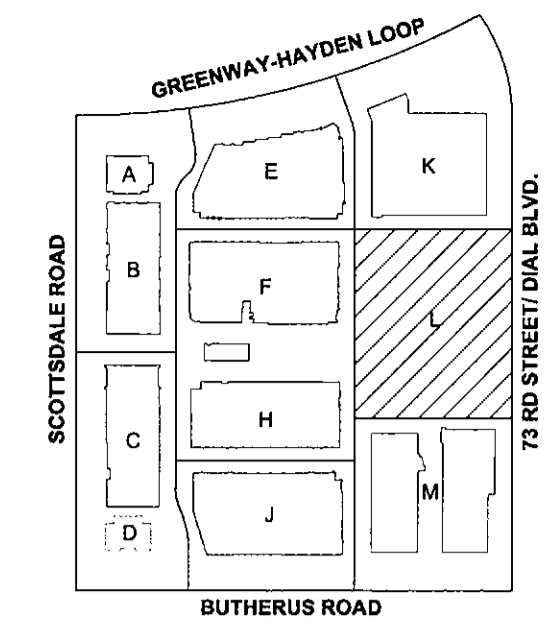 GREENWAY-HAYDEN LOOP
A
B
C
D
E
F
H
J
K
L
M
SCOTTSDALE ROAD
73 RD STREET/ DIAL BLVD.
BUTHERUS ROAD